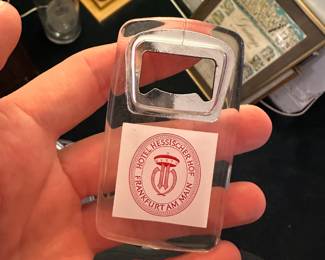 HOTEL HESSISCHER HOF
FRANKFURT AM MAIN